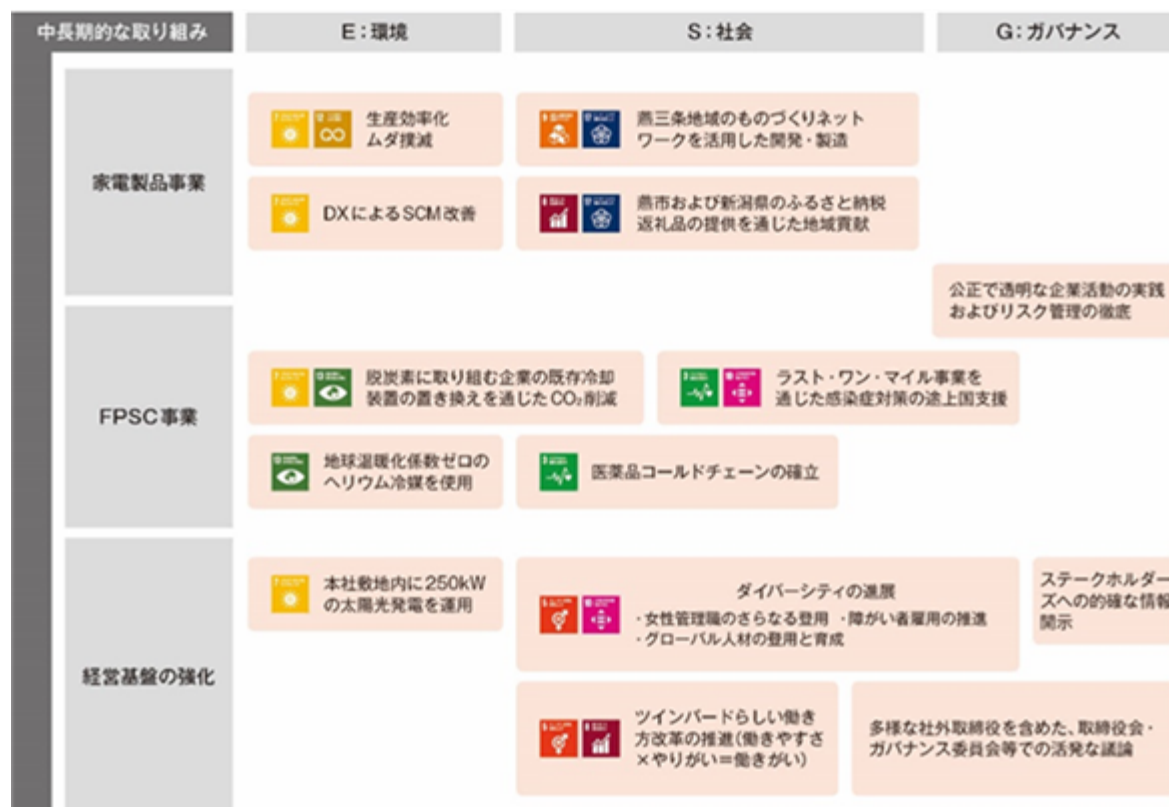 中長期的な取り組み
E：環境
S：社会
G：ガバナンス
家電製品事業
生産効率化
ムダ撲滅
燕三条地域のものづくりネット
ワークを活用した開発・製造
DXによるSCM改善
燕市および新潟県のふるさと納税
返礼品の提供を通じた地域貢献
公正で透明な企業活動の実践
およびリスク管理の徹底
FPSC事業
脱炭素に取り組む企業の既存冷却
装置の置き換えを通じたCO₂削減
ラスト・ワン・マイル事業を
通じた感染症対策の途上国支援
地球温暖化係数ゼロの
ヘリウム冷媒を使用
医薬品コールドチェーンの確立
経営基盤の強化
本社敷地内に250kW
の太陽光発電を運用
ダイバーシティの進展
・女性管理職のさらなる登用 ・障がい者雇用の推進
・グローバル人材の登用と育成
ステークホルダー
ズへの的確な情報
開示
ツインバードらしい働き
方改革の推進(働きやすさ
×やりがい＝働きがい)
多様な社外取締役を含めた、取締役会・
ガバナンス委員会等での活発な議論